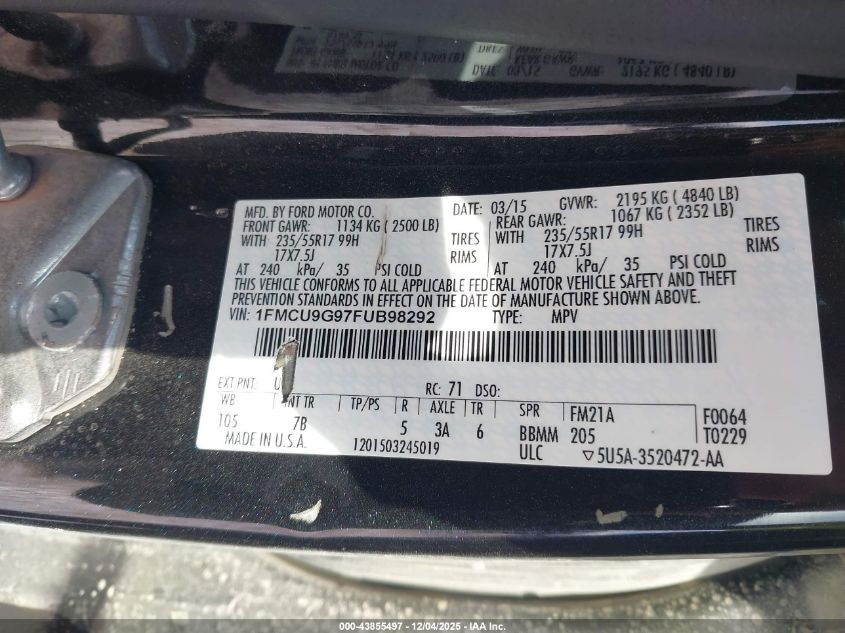 MFD. BY FORD MOTOR CO.
DATE: 03/15 GVWR: 2195 KG ( 4840 LB)
FRONT GAWR: 1134 KG ( 2500 LB) REAR GAWR: 1067 KG ( 2352 LB)
WITH 235/55R17 99H TIRES WITH 235/55R17 99H TIRES
17X7.5J RIMS 17X7.5J RIMS
AT 240 kPa/ 35 PSI COLD AT 240 kPa/ 35 PSI COLD
THIS VEHICLE CONFORMS TO ALL APPLICABLE FEDERAL MOTOR VEHICLE SAFETY AND THEFT
PREVENTION STANDARDS IN EFFECT ON THE DATE OF MANUFACTURE SHOWN ABOVE.
VIN: 1FMCU9G97FUB98292 TYPE: MPV
EXT PNT: RC: 71 DSO:
WB INT TR TP/PS R AXLE TR SPR FM21A F0064
105 7B 5 3A 6 BBMM 205 T0229
MADE IN U.S.A. 1201503245019 ULC ▽5U5A-3520472-AA
000-43855497 - 12/04/2025 - IAA Inc.